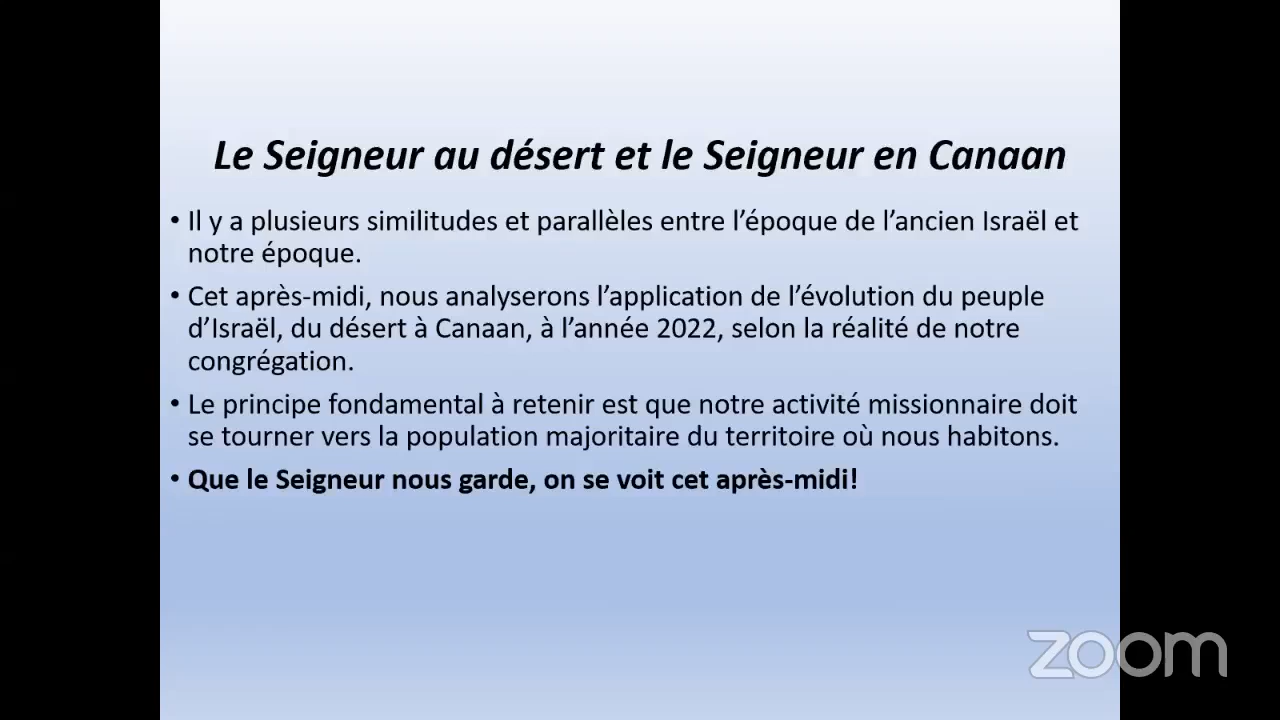 Le Seigneur au désert et le Seigneur en Canaan
• Il y a plusieurs similitudes et parallèles entre l’époque de l’ancien Israël et
notre époque.
• Cet après-midi, nous analyserons l’application de l’évolution du peuple
d’Israël, du désert à Canaan, à l’année 2022, selon la réalité de notre
congrégation.
• Le principe fondamental à retenir est que notre activité missionnaire doit
se tourner vers la population majoritaire du territoire où nous habitons.
• Que le Seigneur nous garde, on se voit cet après-midi!
zoom